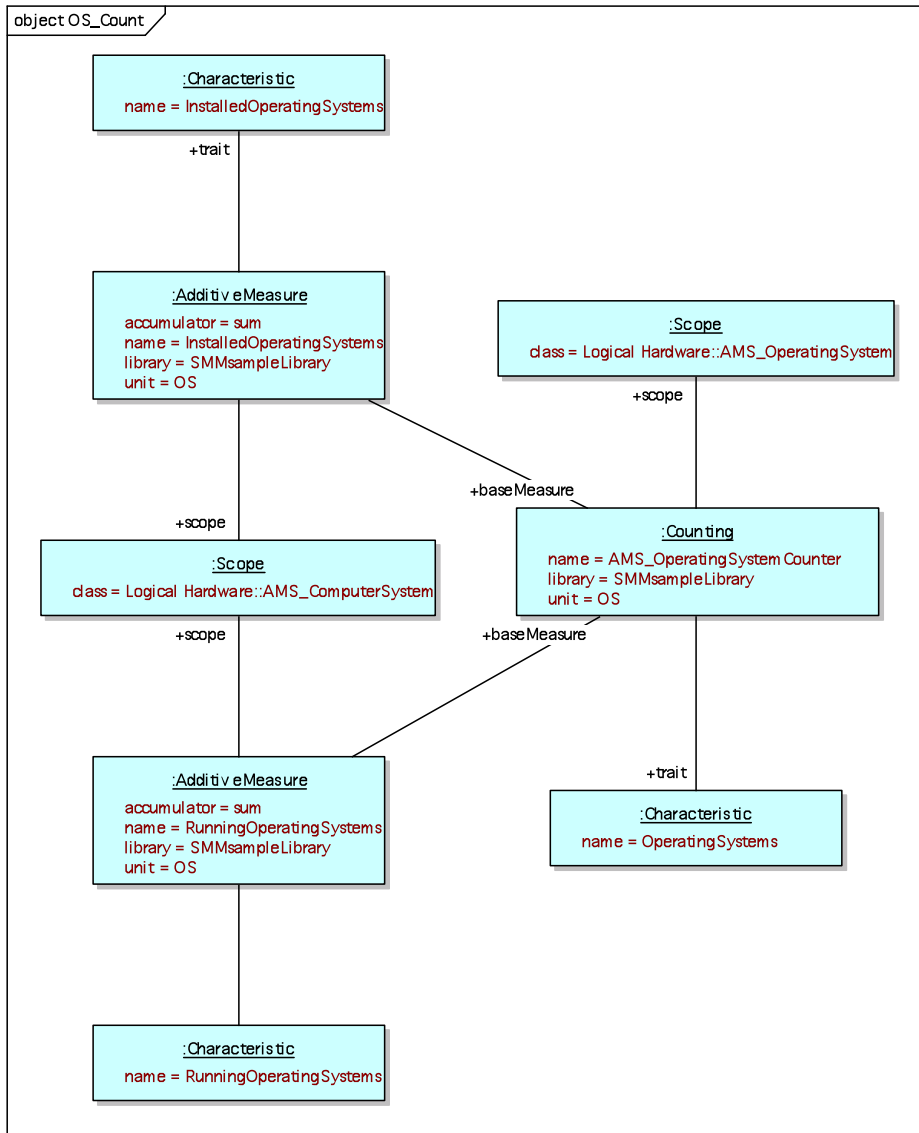 object OS_Count
:Characteristic
name = InstalledOperatingSystems
+trait
:AdditiveMeasure
accumulator = sum
name = InstalledOperatingSystems
library = SMMsampleLibrary
unit = OS
:Scope
class = Logical Hardware::AMS_OperatingSystem
+scope
+baseMeasure
+scope
:Counting
name = AMS_OperatingSystemCounter
library = SMMsampleLibrary
unit = OS
:Scope
class = Logical Hardware::AMS_ComputerSystem
+scope
+baseMeasure
:AdditiveMeasure
accumulator = sum
name = RunningOperatingSystems
library = SMMsampleLibrary
unit = OS
+trait
:Characteristic
name = OperatingSystems
:Characteristic
name = RunningOperatingSystems